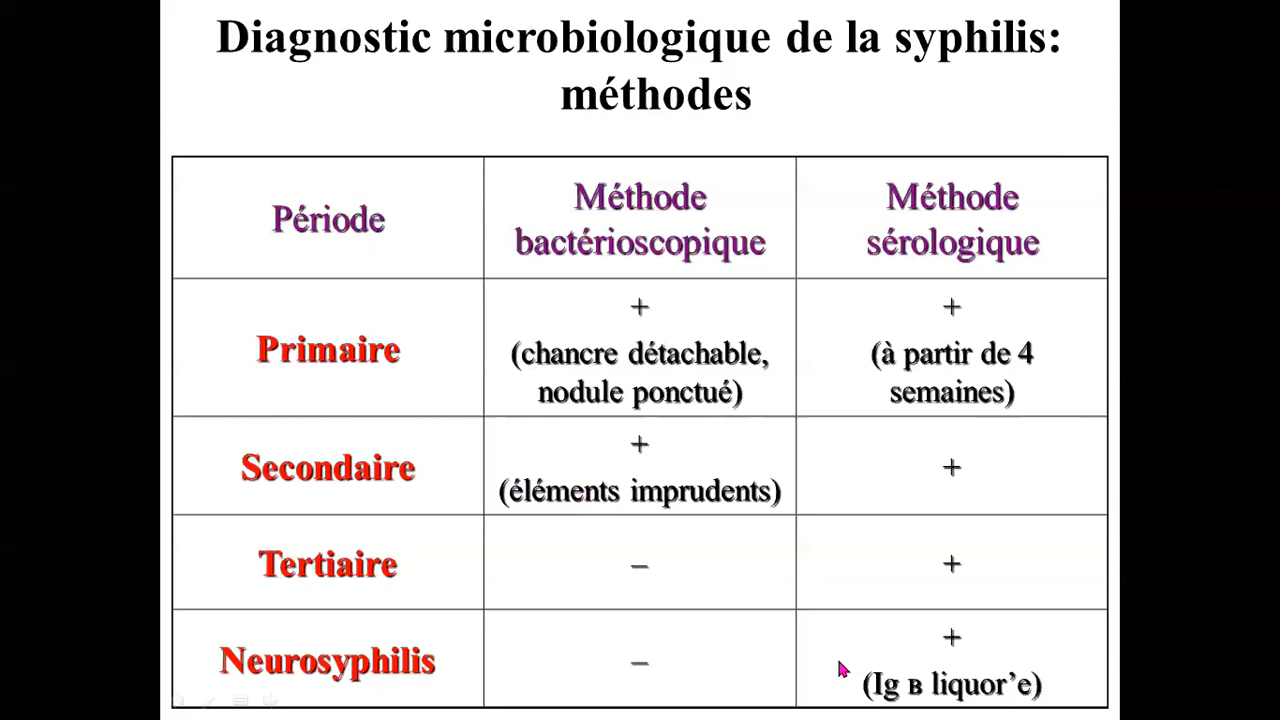 Diagnostic microbiologique de la syphilis:
méthodes
Période
Méthode
bactérioscopique
Méthode
sérologique
Primaire
+
(chancre détachable,
nodule ponctué)
+
(à partir de 4
semaines)
Secondaire
+
(éléments imprudents)
+
Tertiaire
–
+
Neurosyphilis
–
+
(Ig в liquor’e)